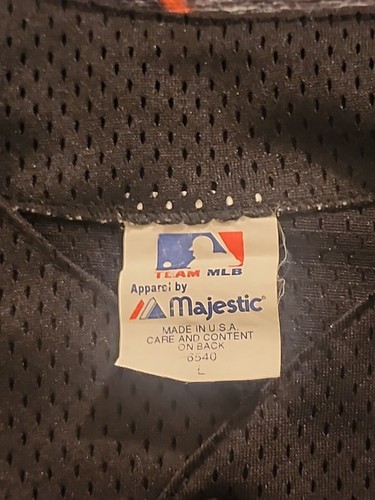 TEAM MLB
Apparel by
Majestic®
MADE IN U.S.A.
CARE AND CONTENT
ON BACK
6540
L